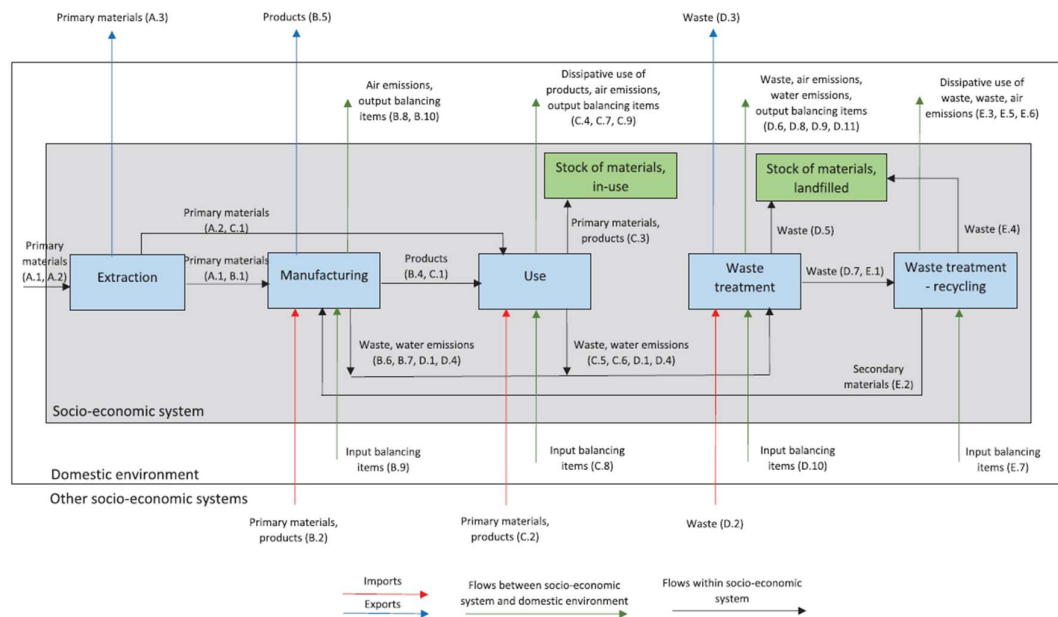 Primary materials (A.3)
Products (B.5)
Waste (D.3)
Air emissions,
output balancing
items (B.8, B.10)
Dissipative use of
products, air emissions,
output balancing items
(C.4, C.7, C.9)
Waste, air emissions,
water emissions,
output balancing items
(D.6, D.8, D.9, D.11)
Dissipative use of
waste, waste, air
emissions (E.3, E.5, E.6)
Stock of materials,
in-use
Stock of materials,
landfilled
Primary materials
(A.2, C.1)
Primary materials,
products (C.3)
Waste (D.5)
Waste (E.4)
Primary
materials
(A.1, A.2)
Extraction
Primary materials
(A.1, B.1)
Manufacturing
Products
(B.4, C.1)
Use
Waste
treatment
Waste (D.7, E.1)
Waste treatment
- recycling
Waste, water emissions
(B.6, B.7, D.1, D.4)
Waste, water emissions
(C.5, C.6, D.1, D.4)
Secondary
materials (E.2)
Socio-economic system
Input balancing
items (B.9)
Input balancing
items (C.8)
Input balancing
items (D.10)
Input balancing
items (E.7)
Domestic environment
Other socio-economic systems
Primary materials,
products (B.2)
Primary materials,
products (C.2)
Waste (D.2)
Imports
Exports
Flows between socio-economic
system and domestic environment
Flows within socio-economic
system